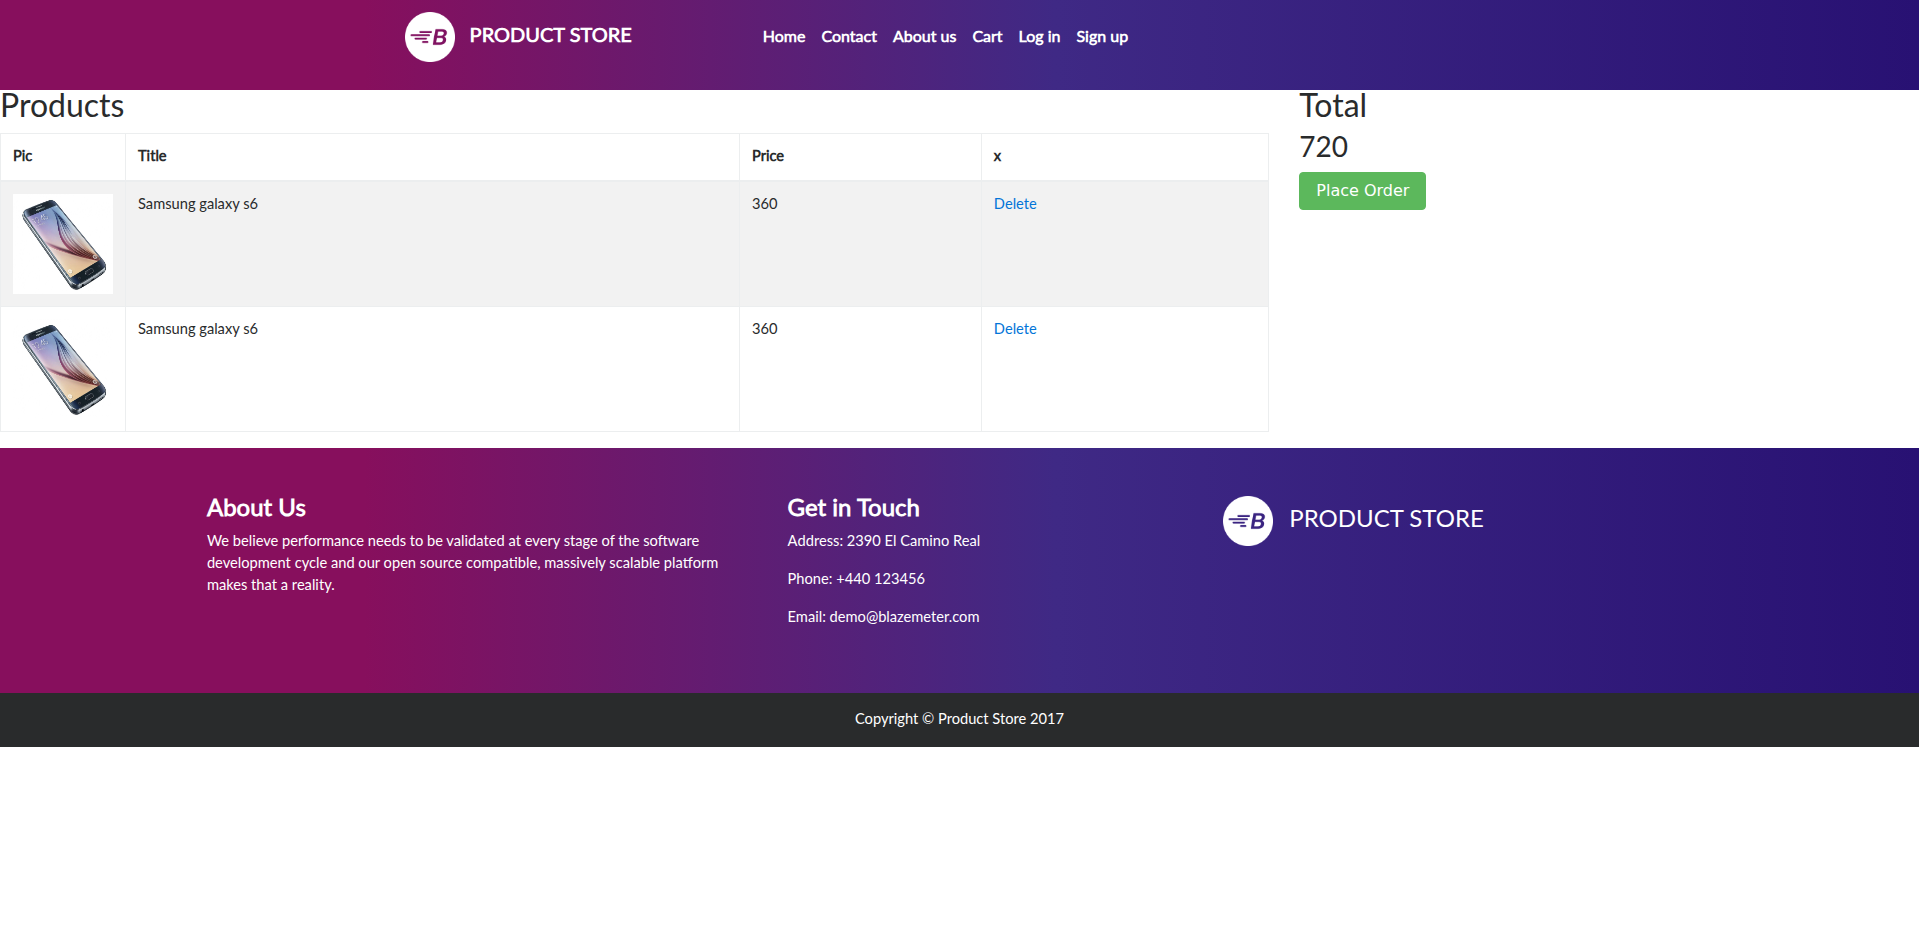 B PRODUCT STORE Home Contact About us Cart Log in Sign up
Products
Pic Title Price x
Samsung galaxy s6 360 Delete
Samsung galaxy s6 360 Delete
Total
720
Place Order
About Us
We believe performance needs to be validated at every stage of the software
development cycle and our open source compatible, massively scalable platform
makes that a reality.
Get in Touch
Address: 2390 El Camino Real
Phone: +440 123456
Email: demo@blazemeter.com
B PRODUCT STORE
Copyright © Product Store 2017